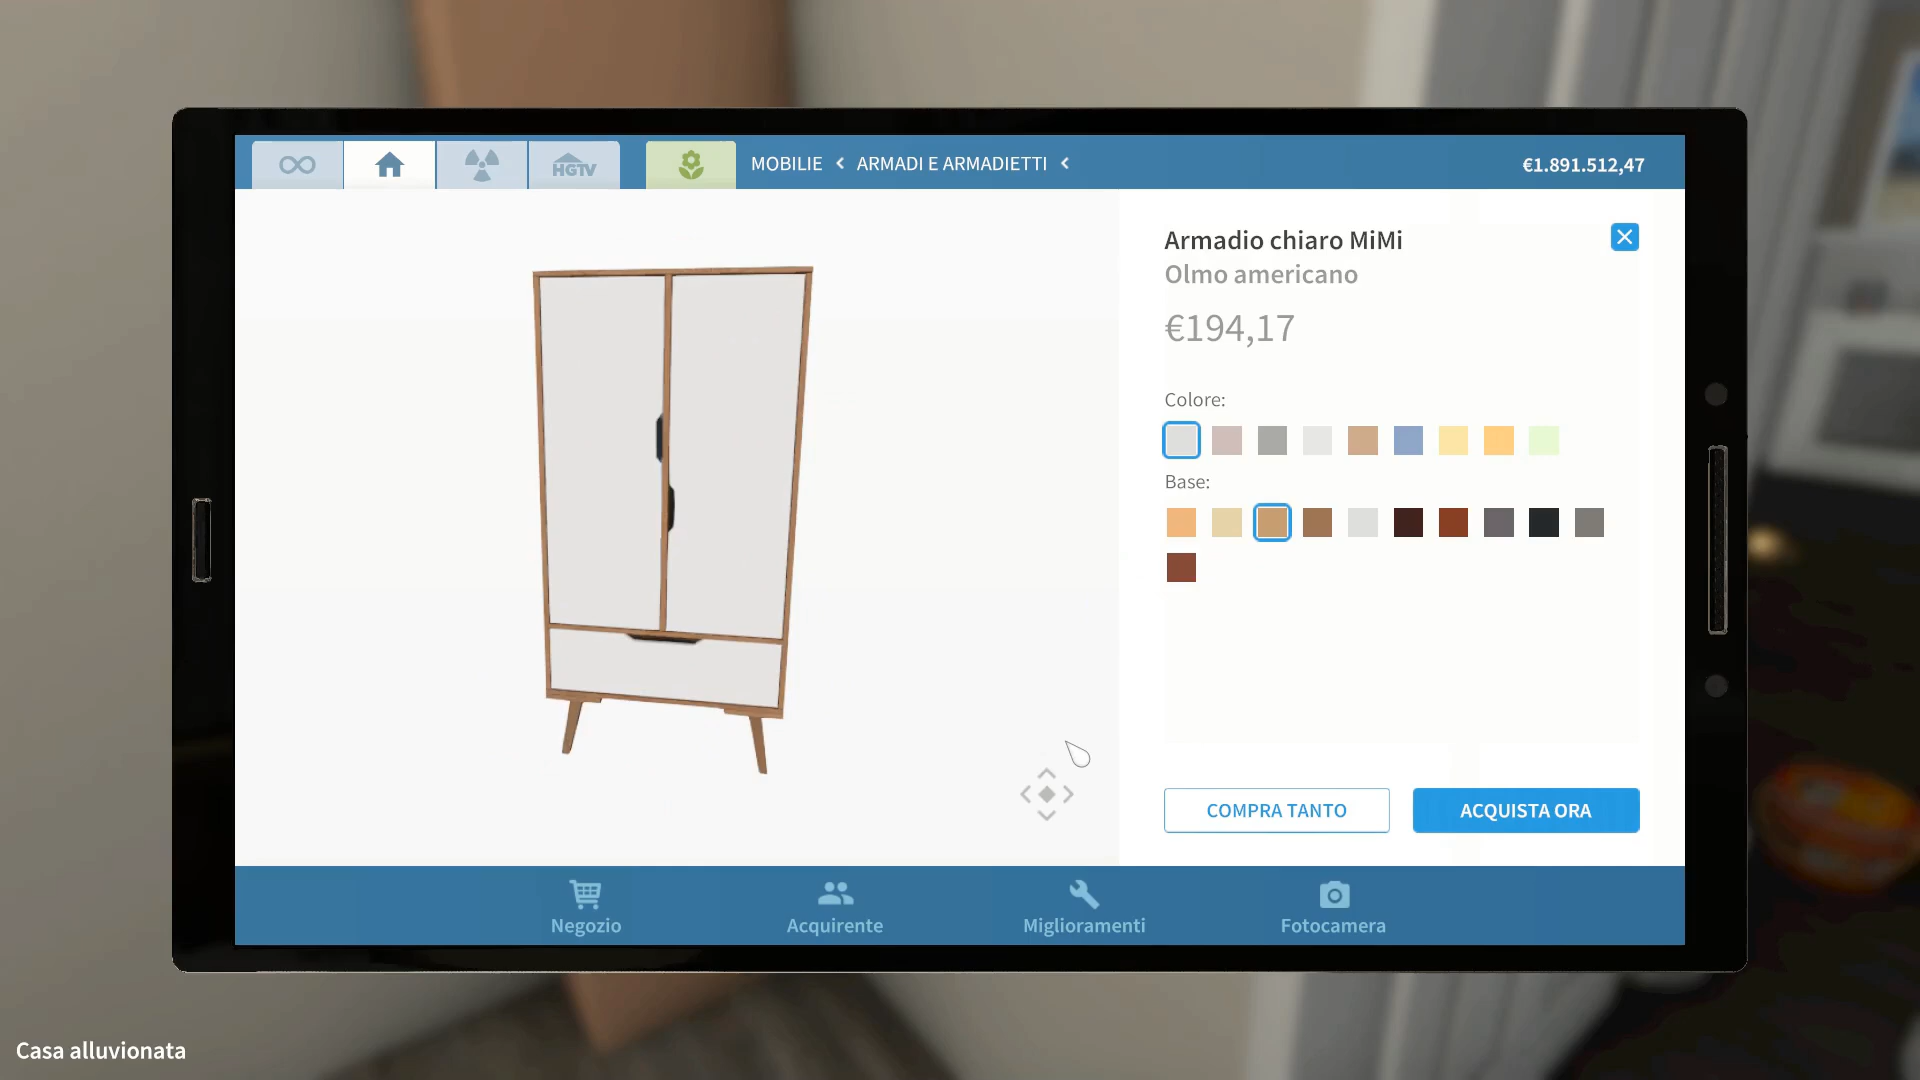 HGTV
MOBILIE < ARMADI E ARMADIETTI <
€1.891.512,47
Armadio chiaro MiMi
Olmo americano
€194,17
Colore:
Base:
COMPRA TANTO
ACQUISTA ORA
Negozio
Acquirente
Miglioramenti
Fotocamera
Casa alluvionata